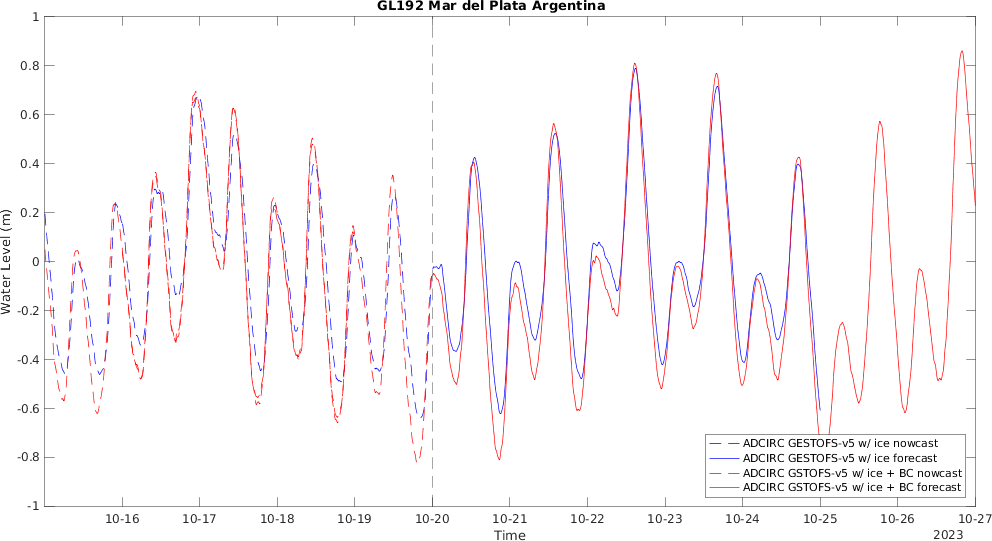 GL192 Mar del Plata Argentina
1
0.8
0.6
0.4
0.2
0
-0.2
-0.4
-0.6
-0.8
-1
Water Level (m)
ADCIRC GESTOFS-v5 w/ ice nowcast
ADCIRC GESTOFS-v5 w/ ice forecast
ADCIRC GSTOFS-v5 w/ ice + BC nowcast
ADCIRC GSTOFS-v5 w/ ice + BC forecast
10-16 10-17 10-18 10-19 10-20 10-21 10-22 10-23 10-24 10-25 10-26 10-27
Time
2023